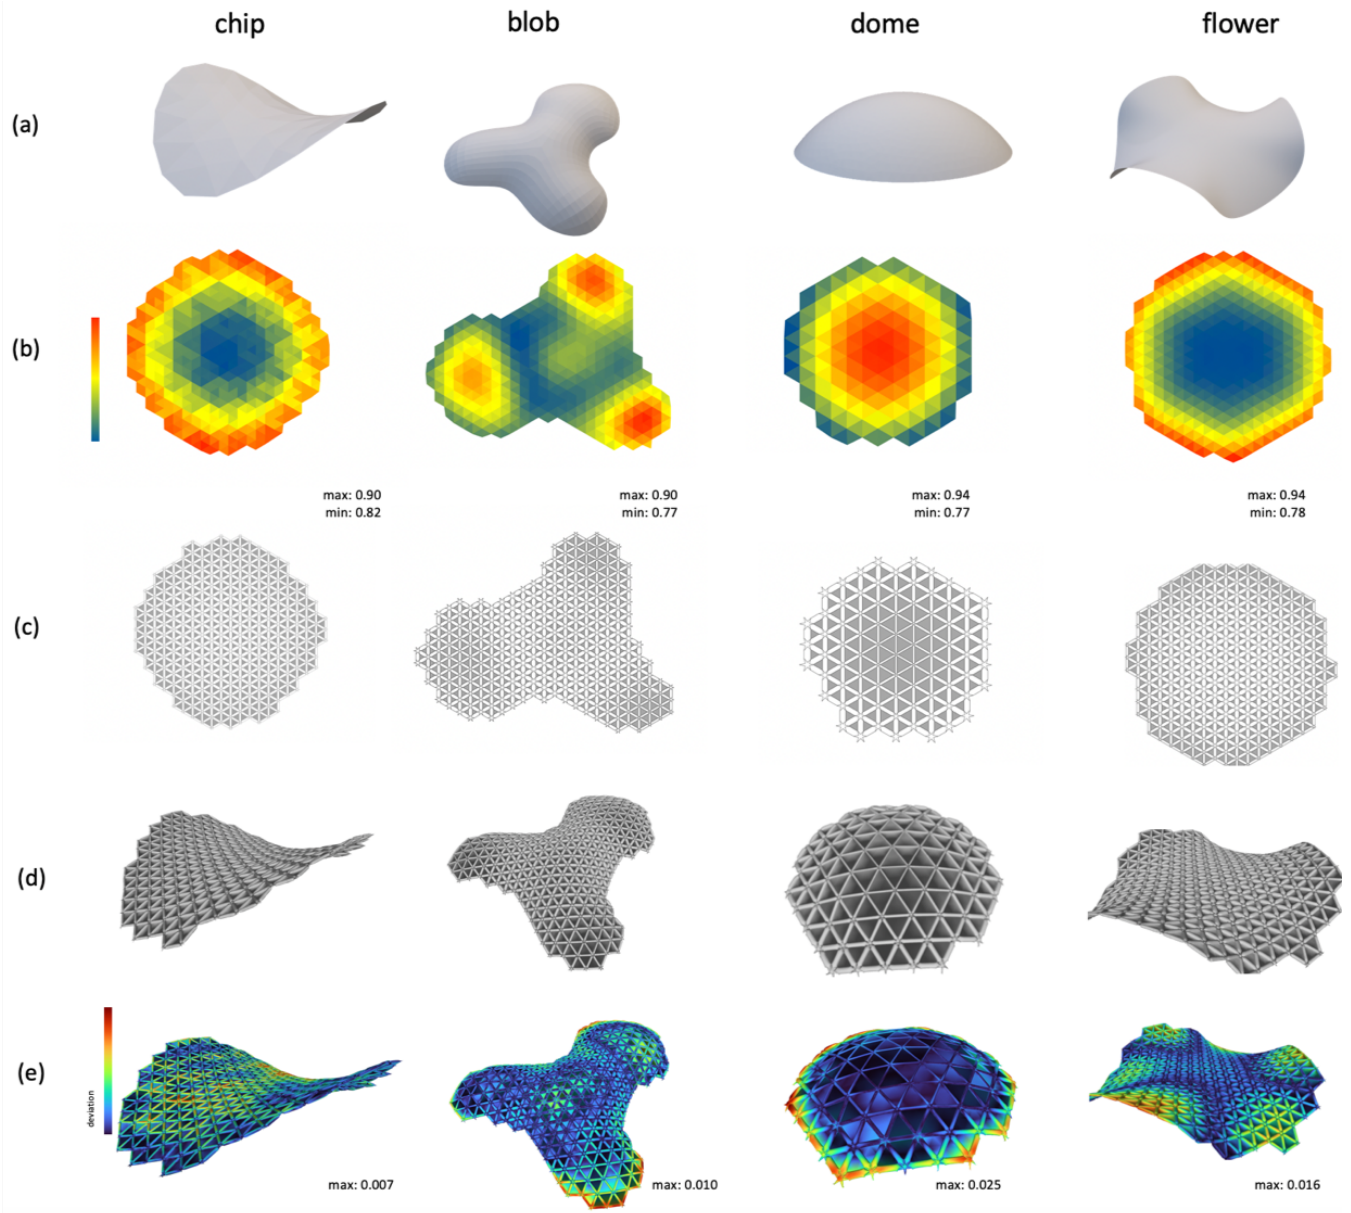 chip blob dome flower
(a)
(b)
max: 0.90 max: 0.90 max: 0.94 max: 0.94
min: 0.82 min: 0.77 min: 0.77 min: 0.78
(c)
(d)
(e)
deviation
max: 0.007 max: 0.010 max: 0.025 max: 0.016